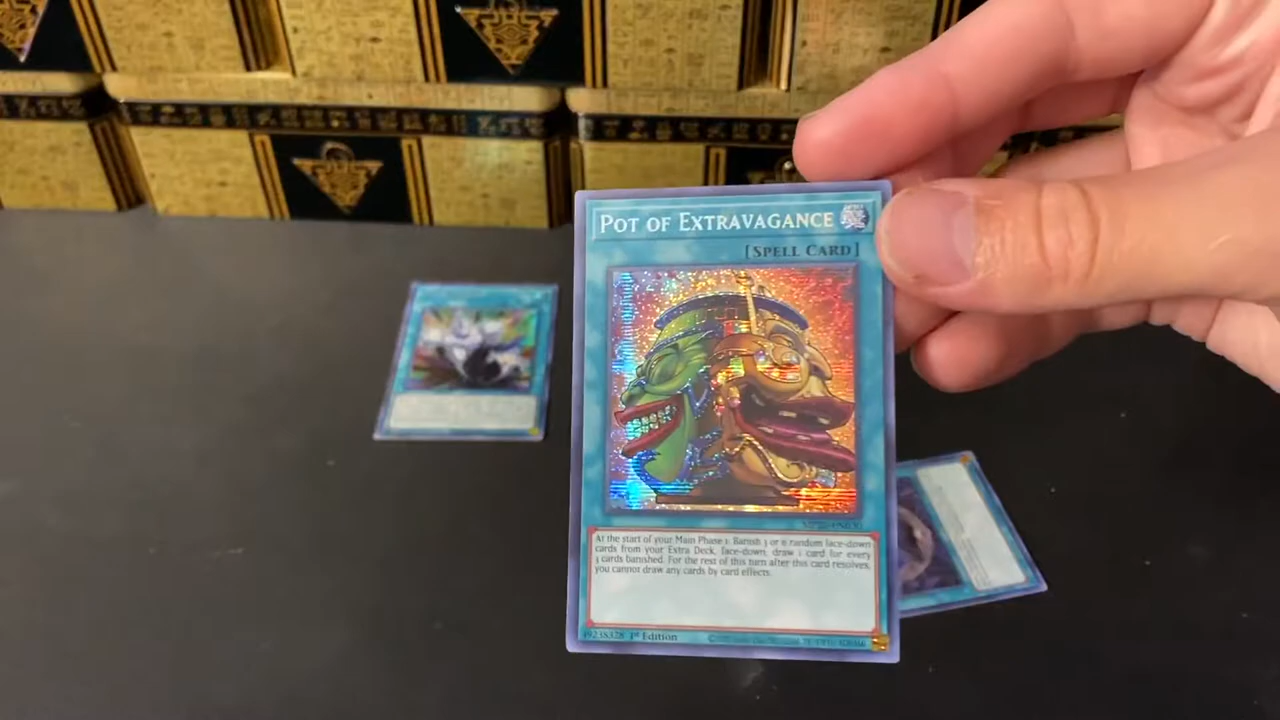 POT OF EXTRAVAGANCE
[SPELL CARD]
At the start of your Main Phase 1: Banish 3 or 6 random face-down
cards from your Extra Deck, face-down; draw 1 card for every
3 cards banished. For the rest of this turn after this card resolves,
you cannot draw any cards by card effects.
49238328 1st Edition